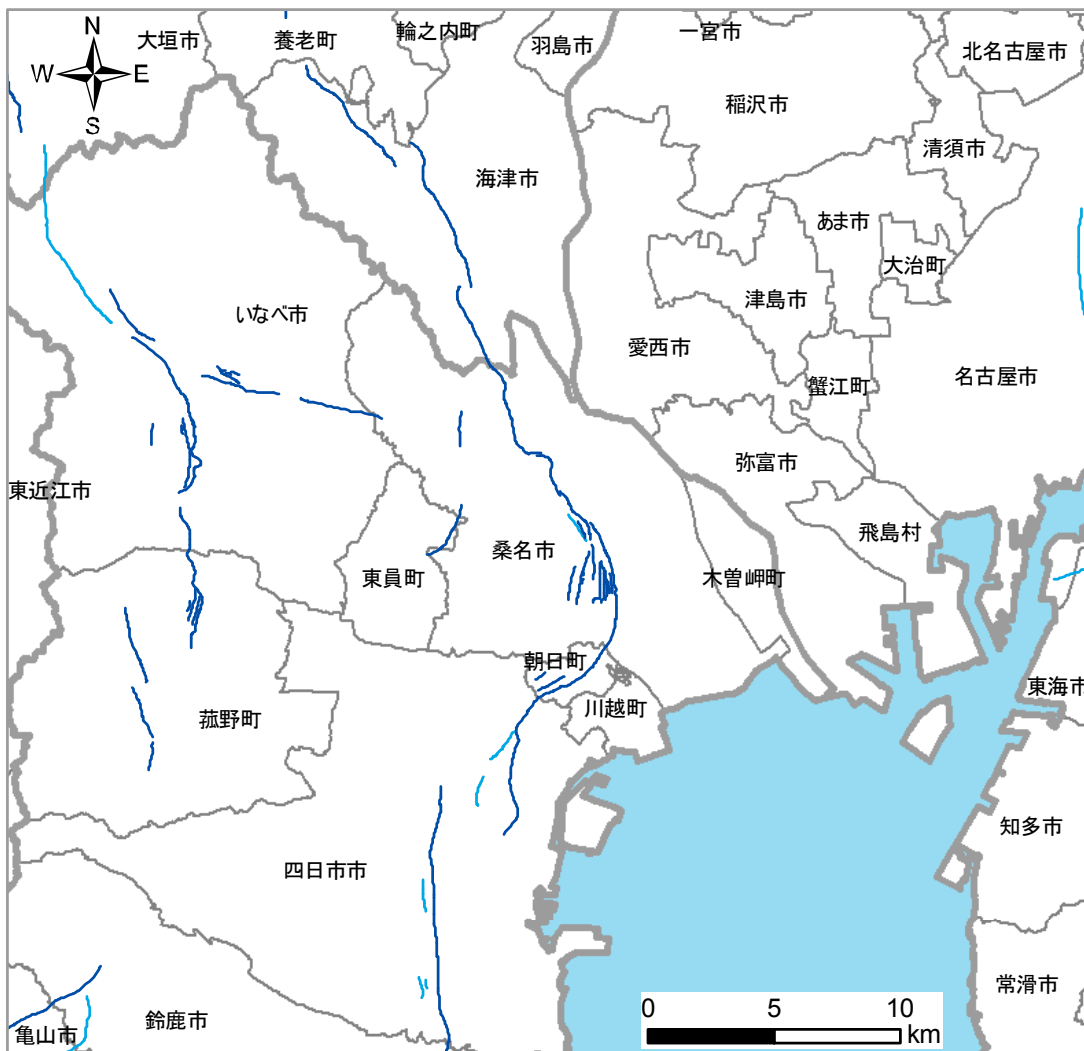 大垣市
養老町
輪之内町
羽島市
一宮市
北名古屋市
N
W
E
S
稲沢市
清須市
海津市
あま市
大治町
津島市
いなべ市
愛西市
蟹江町
名古屋市
弥富市
東近江市
飛島村
桑名市
東員町
木曽岬町
朝日町
川越町
東海市
菰野町
知多市
四日市市
常滑市
鈴鹿市
亀山市
0 5 10
km